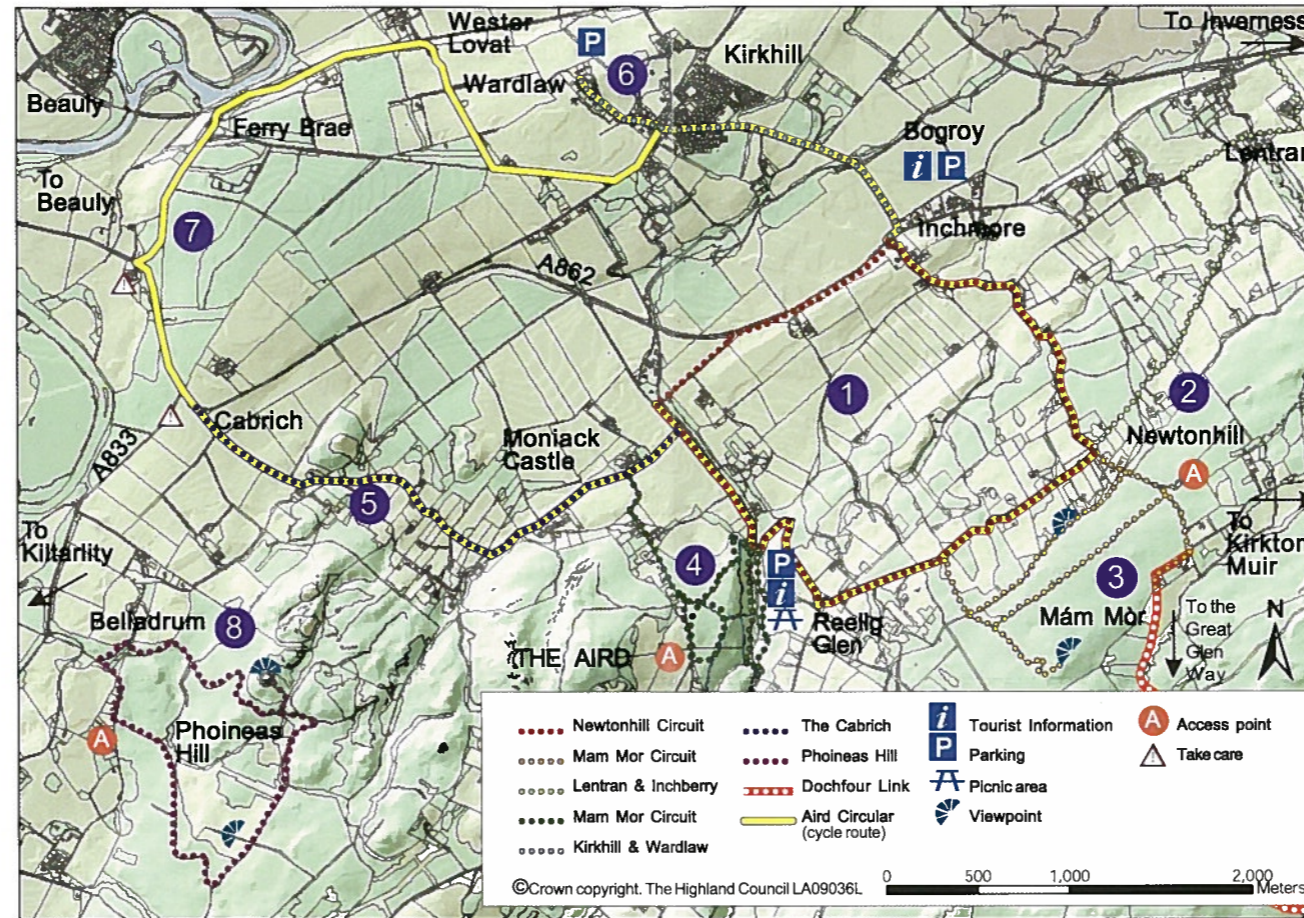 Wester
Lovat
To Inverness
P
6
Kirkhill
Wardlaw
Beauly
Ferry Brae
Bogroy
i P
Lentran
To
Beauly
7
Inchmore
A862
1
2
Cabrich
Newtonhill
Moniack
Castle
A
A833
5
To
Kiltarlity
To
Kirkton
Muir
4
P
i
3
Mám Mòr
N
To the
Great
Glen
Way
Belladrum
8
Reelig
Glen
THE AIRD
A
Phoineas
Hill
A
Newtonhill Circuit
Mam Mor Circuit
Lentran & Inchberry
Mam Mor Circuit
Kirkhill & Wardlaw
The Cabrich
Phoineas Hill
Dochfour Link
Aird Circular
(cycle route)
i Tourist Information
P Parking
Picnic area
Viewpoint
A Access point
Take care
©Crown copyright. The Highland Council LA09036L
0 500 1,000 2,000
Meters